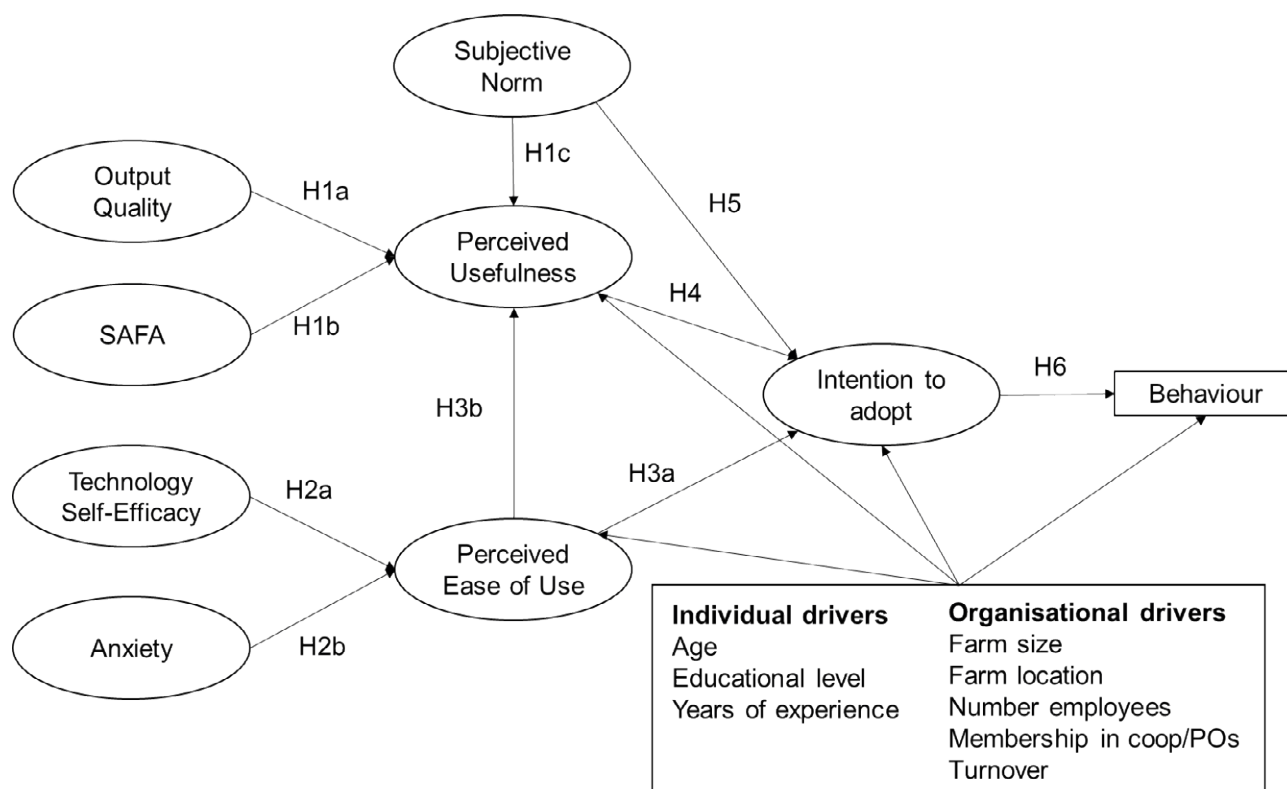 Subjective
Norm
H1c
Output
Quality
H1a
H5
Perceived
Usefulness
H4
SAFA
H1b
Intention to
adopt
H6
Behaviour
H3b
H3a
Technology
Self-Efficacy
H2a
Perceived
Ease of Use
Anxiety
H2b
Individual drivers
Age
Educational level
Years of experience
Organisational drivers
Farm size
Farm location
Number employees
Membership in coop/POs
Turnover